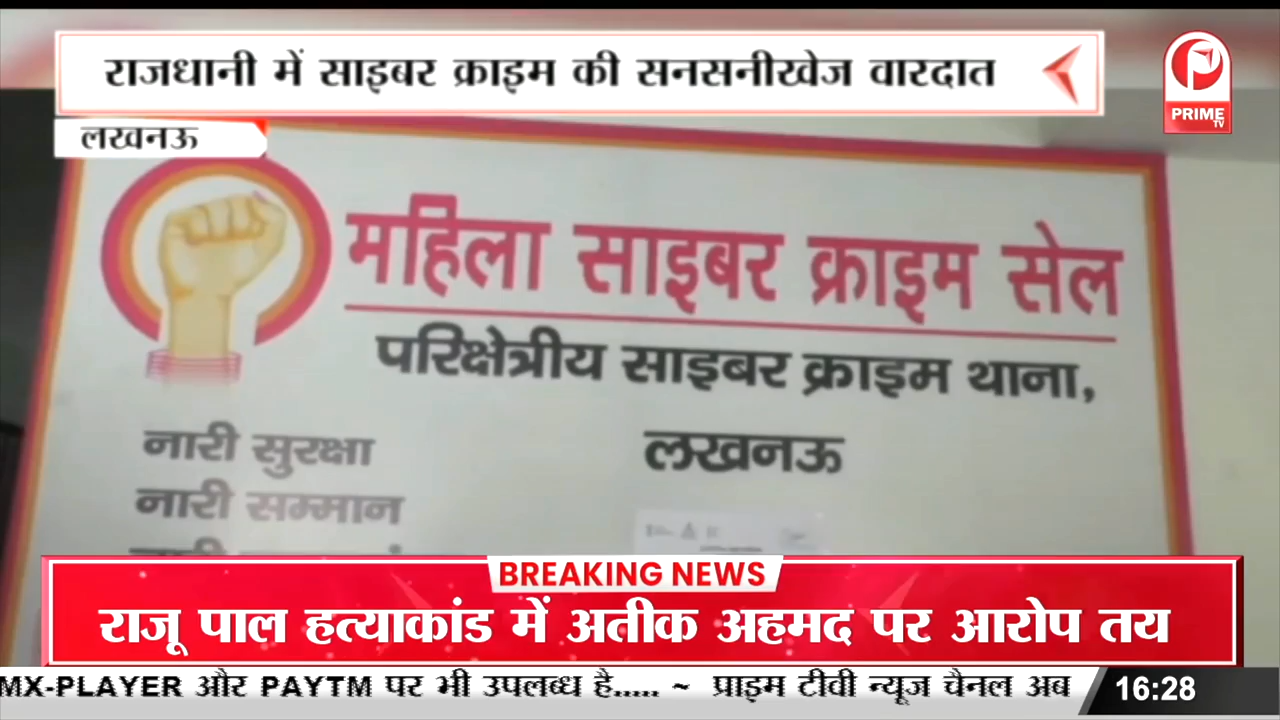 राजधानी में साइबर क्राइम की सनसनीखेज वारदात
PRIME
TV
लखनऊ
महिला साइबर क्राइम सेल
परिक्षेत्रीय साइबर क्राइम थाना,
लखनऊ
नारी सुरक्षा
नारी सम्मान
BREAKING NEWS
राजू पाल हत्याकांड में अतीक अहमद पर आरोप तय
MX-PLAYER और PAYTM पर भी उपलब्ध है..... ~ प्राइम टीवी न्यूज चैनल अब
16:28